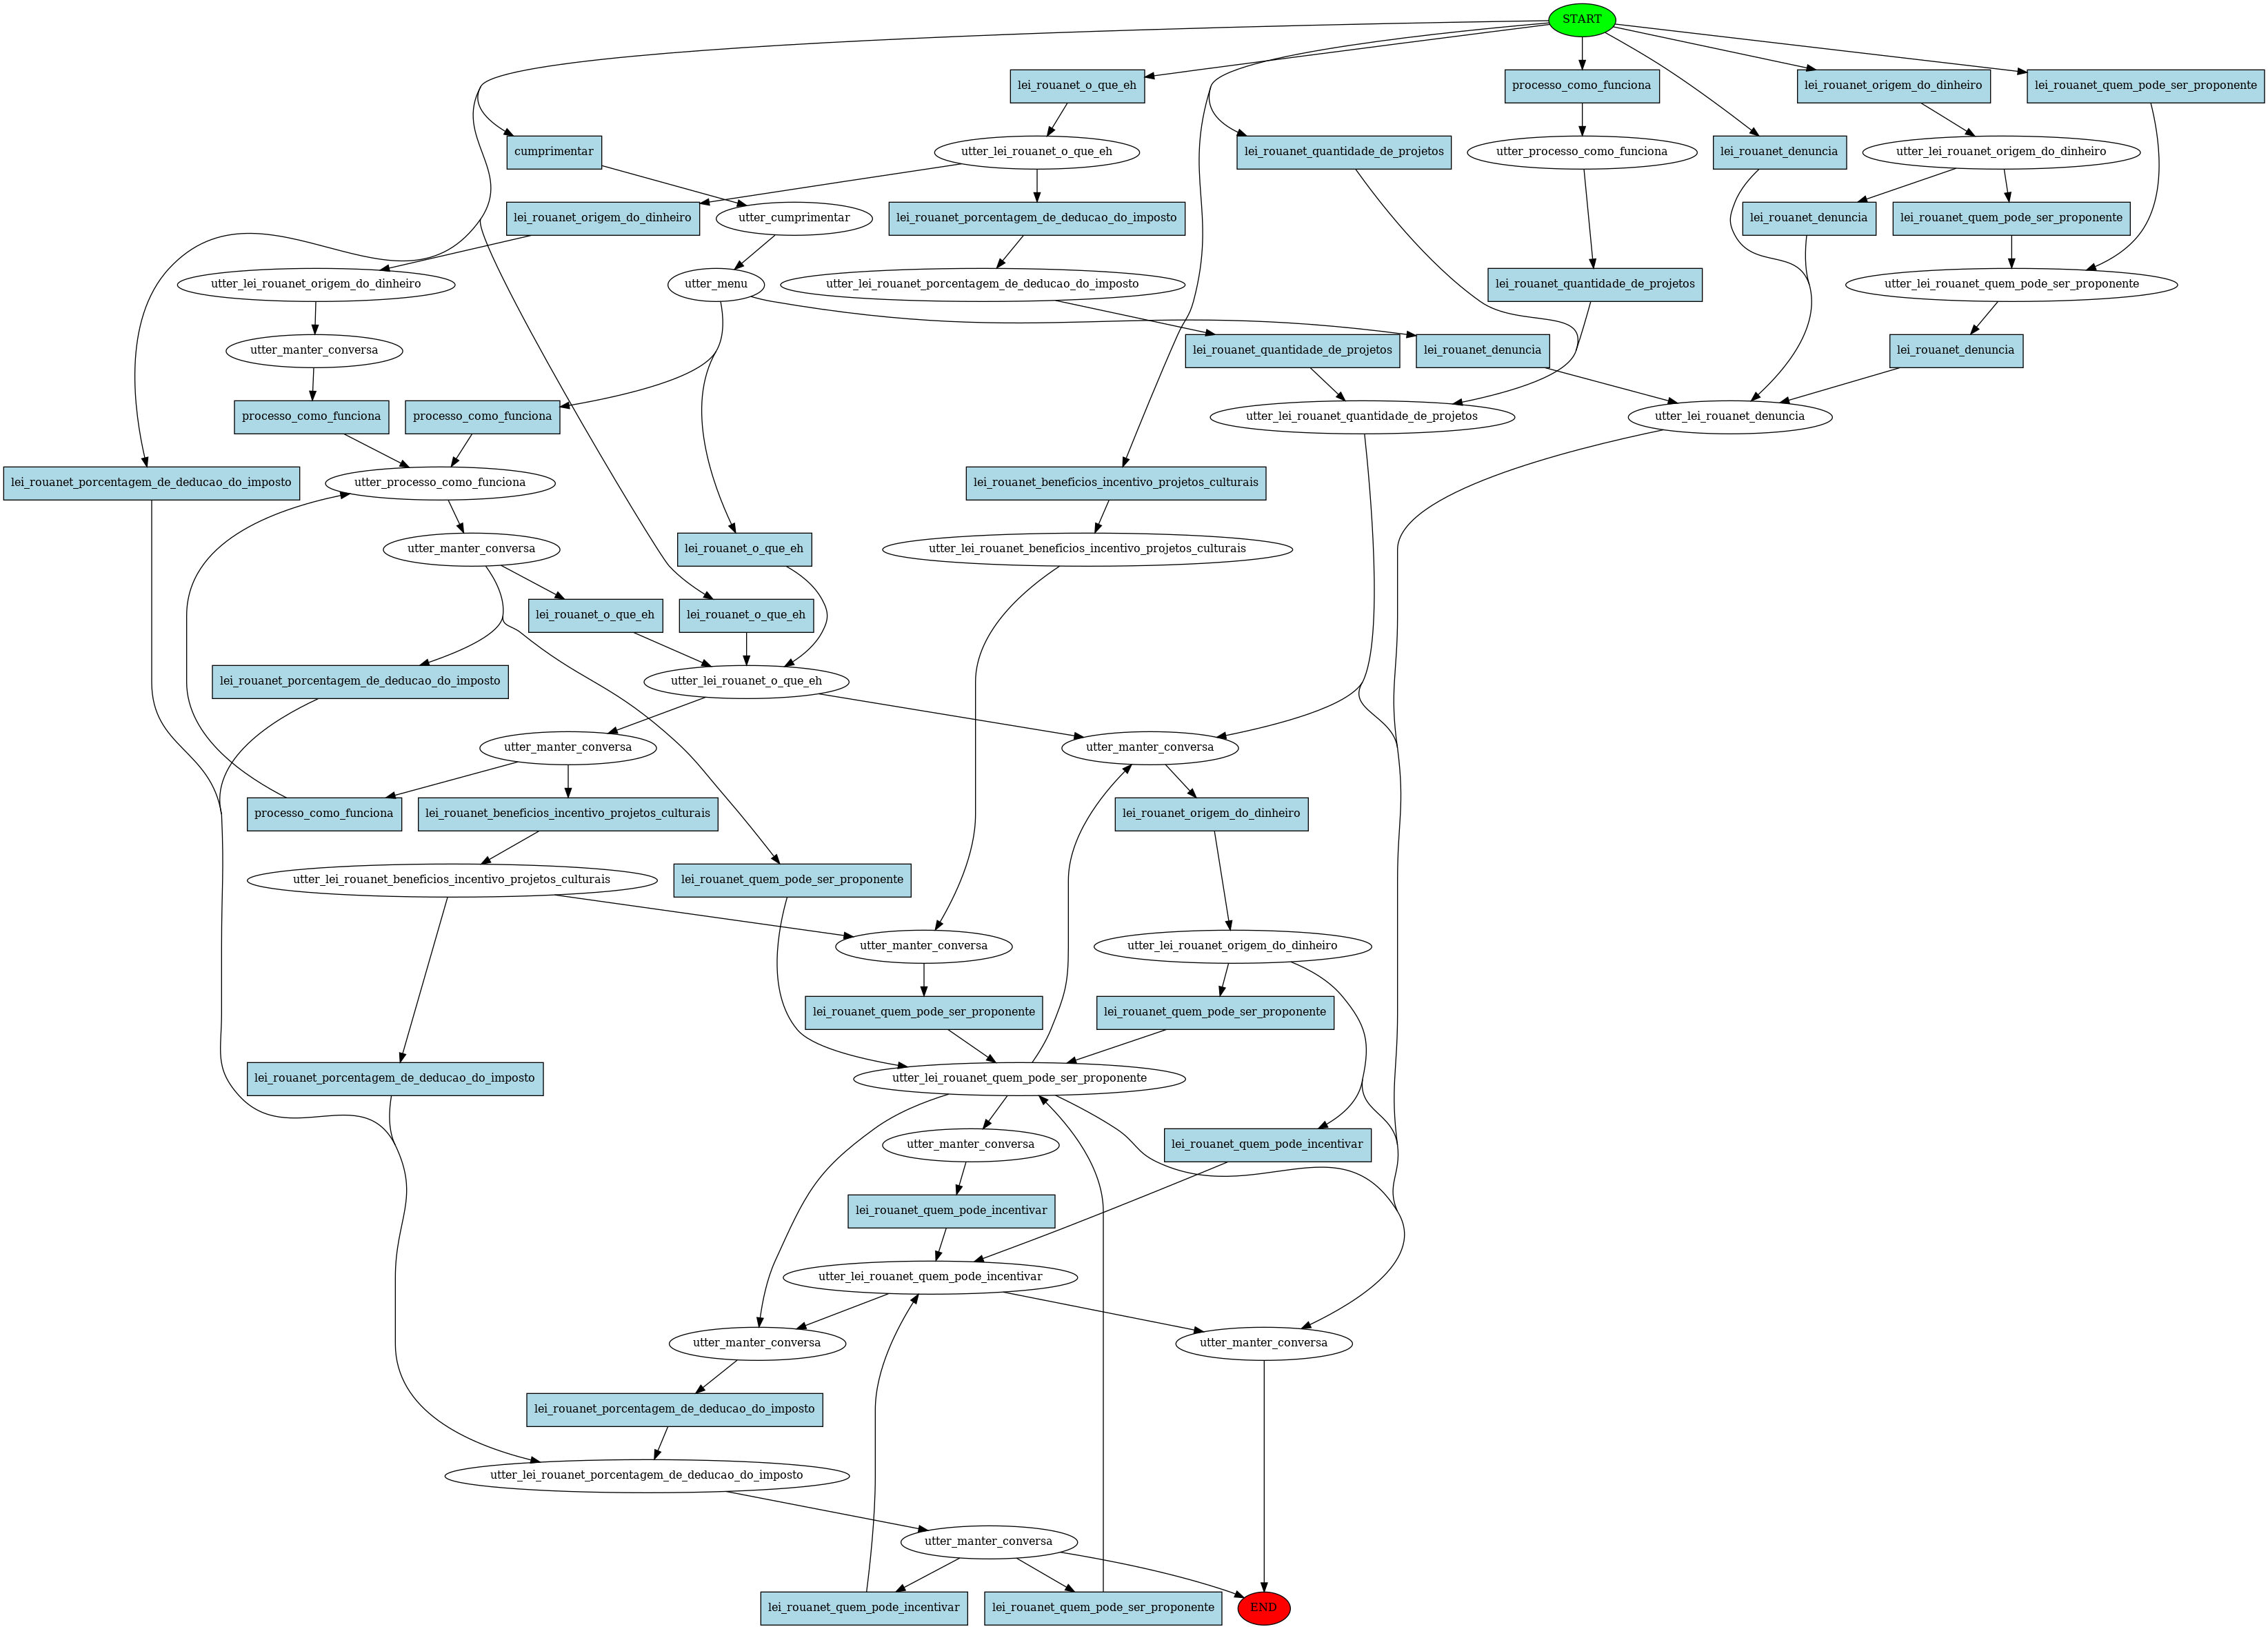 START
lei_rouanet_o_que_eh
processo_como_funciona
lei_rouanet_origem_do_dinheiro
lei_rouanet_quem_pode_ser_proponente
cumprimentar
utter_lei_rouanet_o_que_eh
lei_rouanet_quantidade_de_projetos
utter_processo_como_funciona
lei_rouanet_denuncia
utter_lei_rouanet_origem_do_dinheiro
lei_rouanet_origem_do_dinheiro
utter_cumprimentar
lei_rouanet_porcentagem_de_deducao_do_imposto
lei_rouanet_denuncia
lei_rouanet_quem_pode_ser_proponente
utter_lei_rouanet_origem_do_dinheiro
utter_menu
utter_lei_rouanet_porcentagem_de_deducao_do_imposto
lei_rouanet_quantidade_de_projetos
utter_lei_rouanet_quem_pode_ser_proponente
utter_manter_conversa
lei_rouanet_quantidade_de_projetos
lei_rouanet_denuncia
lei_rouanet_denuncia
processo_como_funciona
processo_como_funciona
utter_lei_rouanet_quantidade_de_projetos
utter_lei_rouanet_denuncia
lei_rouanet_porcentagem_de_deducao_do_imposto
utter_processo_como_funciona
lei_rouanet_beneficios_incentivo_projetos_culturais
utter_manter_conversa
lei_rouanet_o_que_eh
utter_lei_rouanet_beneficios_incentivo_projetos_culturais
lei_rouanet_o_que_eh
lei_rouanet_o_que_eh
lei_rouanet_porcentagem_de_deducao_do_imposto
utter_lei_rouanet_o_que_eh
utter_manter_conversa
utter_manter_conversa
processo_como_funciona
lei_rouanet_beneficios_incentivo_projetos_culturais
lei_rouanet_origem_do_dinheiro
utter_lei_rouanet_beneficios_incentivo_projetos_culturais
lei_rouanet_quem_pode_ser_proponente
utter_manter_conversa
utter_lei_rouanet_origem_do_dinheiro
lei_rouanet_quem_pode_ser_proponente
lei_rouanet_quem_pode_ser_proponente
lei_rouanet_porcentagem_de_deducao_do_imposto
utter_lei_rouanet_quem_pode_ser_proponente
utter_manter_conversa
lei_rouanet_quem_pode_incentivar
lei_rouanet_quem_pode_incentivar
utter_lei_rouanet_quem_pode_incentivar
utter_manter_conversa
utter_manter_conversa
lei_rouanet_porcentagem_de_deducao_do_imposto
utter_lei_rouanet_porcentagem_de_deducao_do_imposto
utter_manter_conversa
lei_rouanet_quem_pode_incentivar
lei_rouanet_quem_pode_ser_proponente
END